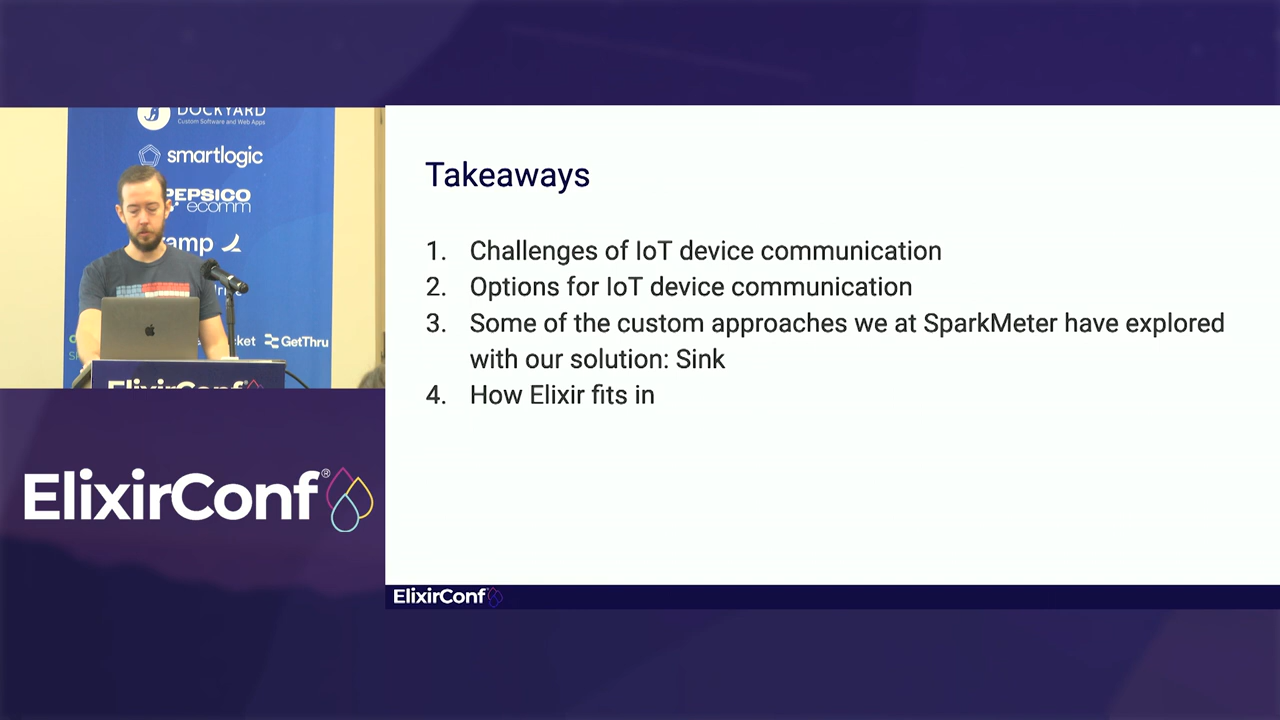 DOCKYARD
Custom Software and Web Apps
smartlogic
PEPSICO
ecomm
amp
GetThru
ElixirConf
ElixirConf®
Takeaways
1. Challenges of IoT device communication
2. Options for IoT device communication
3. Some of the custom approaches we at SparkMeter have explored
with our solution: Sink
4. How Elixir fits in
ElixirConf